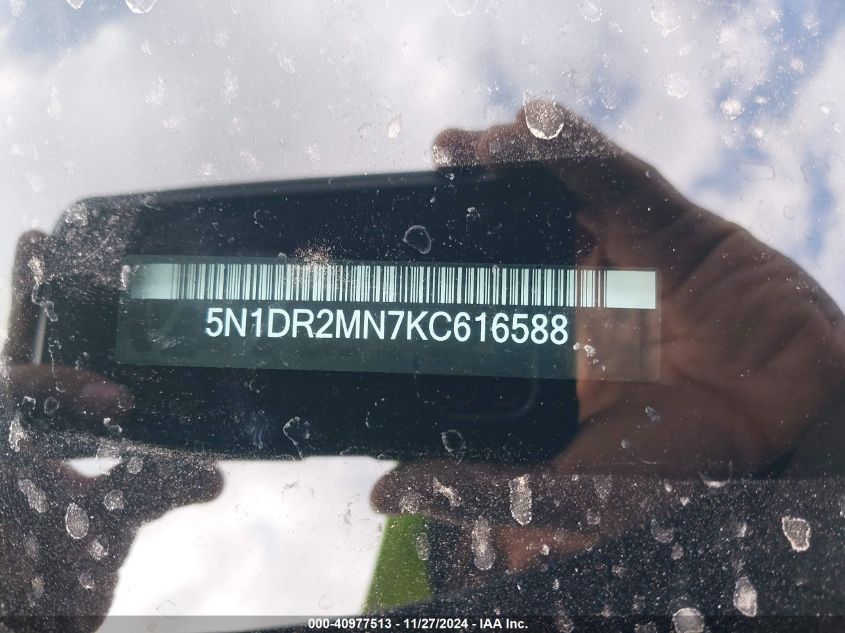 5N1DR2MN7KC616588
000-40977513 - 11/27/2024 - IAA Inc.